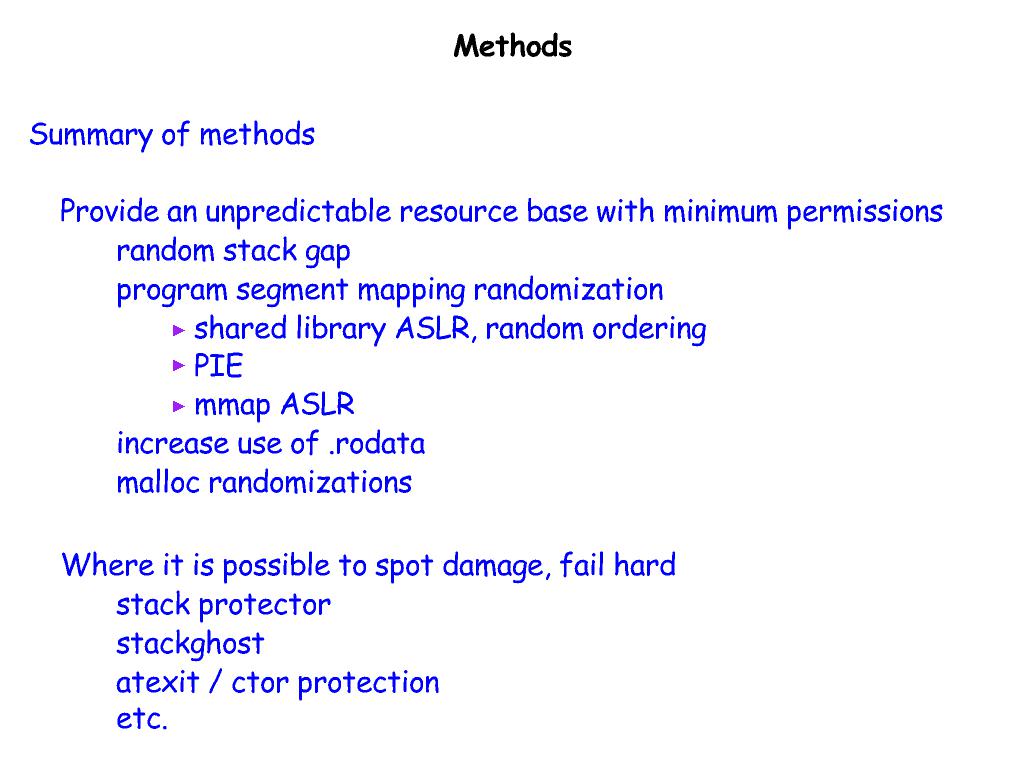 Methods
Summary of methods
Provide an unpredictable resource base with minimum permissions
random stack gap
program segment mapping randomization
shared library ASLR, random ordering
PIE
mmap ASLR
increase use of .rodata
malloc randomizations
Where it is possible to spot damage, fail hard
stack protector
stackghost
atexit / ctor protection
etc.